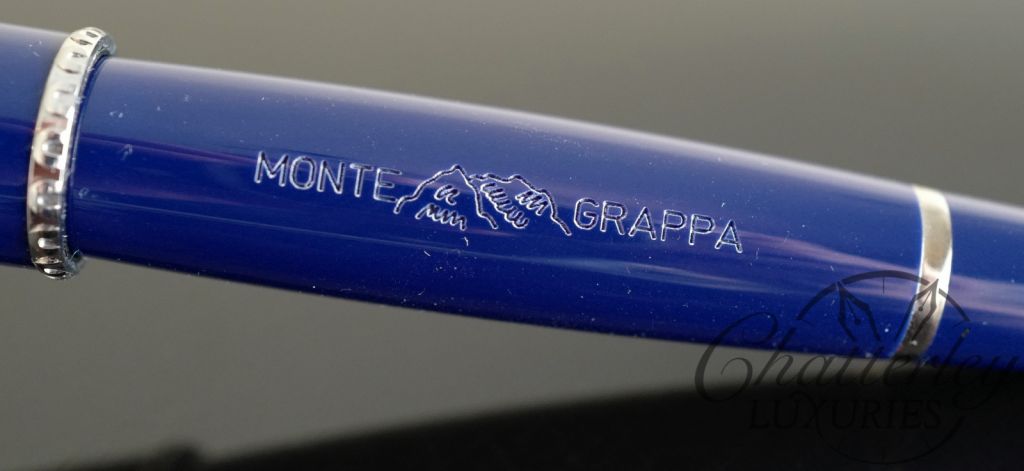 MONTE GRAPPA
Chatterley
LUXURIES